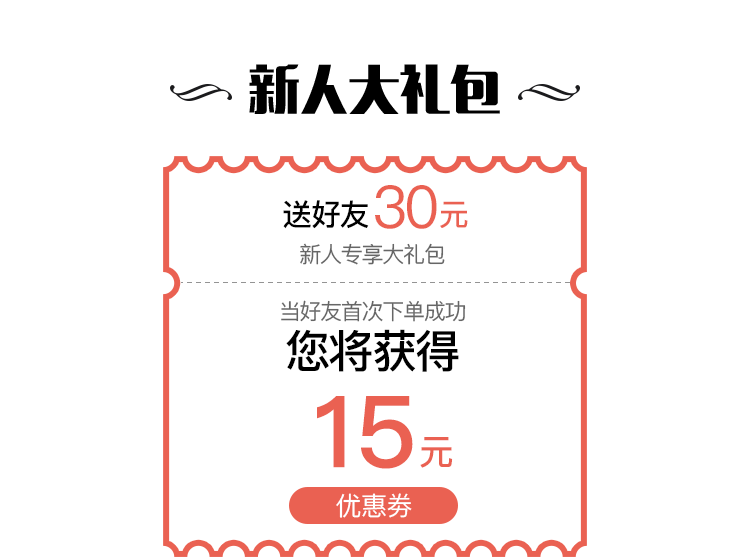 新人大礼包
送好友30元
新人专享大礼包
当好友首次下单成功
您将获得
15元
优惠券